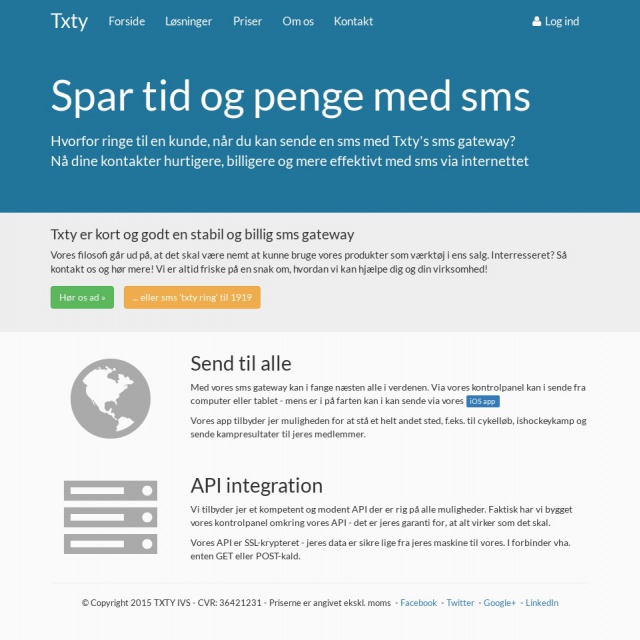 Txty Forside Løsninger Priser Om os Kontakt Log ind
Spar tid og penge med sms
Hvorfor ringe til en kunde, når du kan sende en sms med Txty's sms gateway?
Nå dine kontakter hurtigere, billigere og mere effektivt med sms via internettet
Txty er kort og godt en stabil og billig sms gateway
Vores filosofi går ud på, at det skal være nemt at kunne bruge vores produkter som værktøj i ens salg. Interresseret? Så
kontakt os og hør mere! Vi er altid friske på en snak om, hvordan vi kan hjælpe dig og din virksomhed!
Hør os ad »
... eller sms 'txty ring' til 1919
Send til alle
Med vores sms gateway kan i fange næsten alle i verdenen. Via vores kontrolpanel kan i sende fra
computer eller tablet - mens er i på farten kan i kan sende via vores iOS app
Vores app tilbyder jer muligheden for at stå et helt andet sted, f.eks. til cykelløb, ishockeykamp og
sende kampresultater til jeres medlemmer.
API integration
Vi tilbyder jer et kompetent og modent API der er rig på alle muligheder. Faktisk har vi bygget
vores kontrolpanel omkring vores API - det er jeres garanti for, at alt virker som det skal.
Vores API er SSL-krypteret - jeres data er sikre lige fra jeres maskine til vores. I forbinder vha.
enten GET eller POST-kald.
© Copyright 2015 TXTY IVS - CVR: 36421231 - Priserne er angivet ekskl. moms - Facebook - Twitter - Google+ - LinkedIn